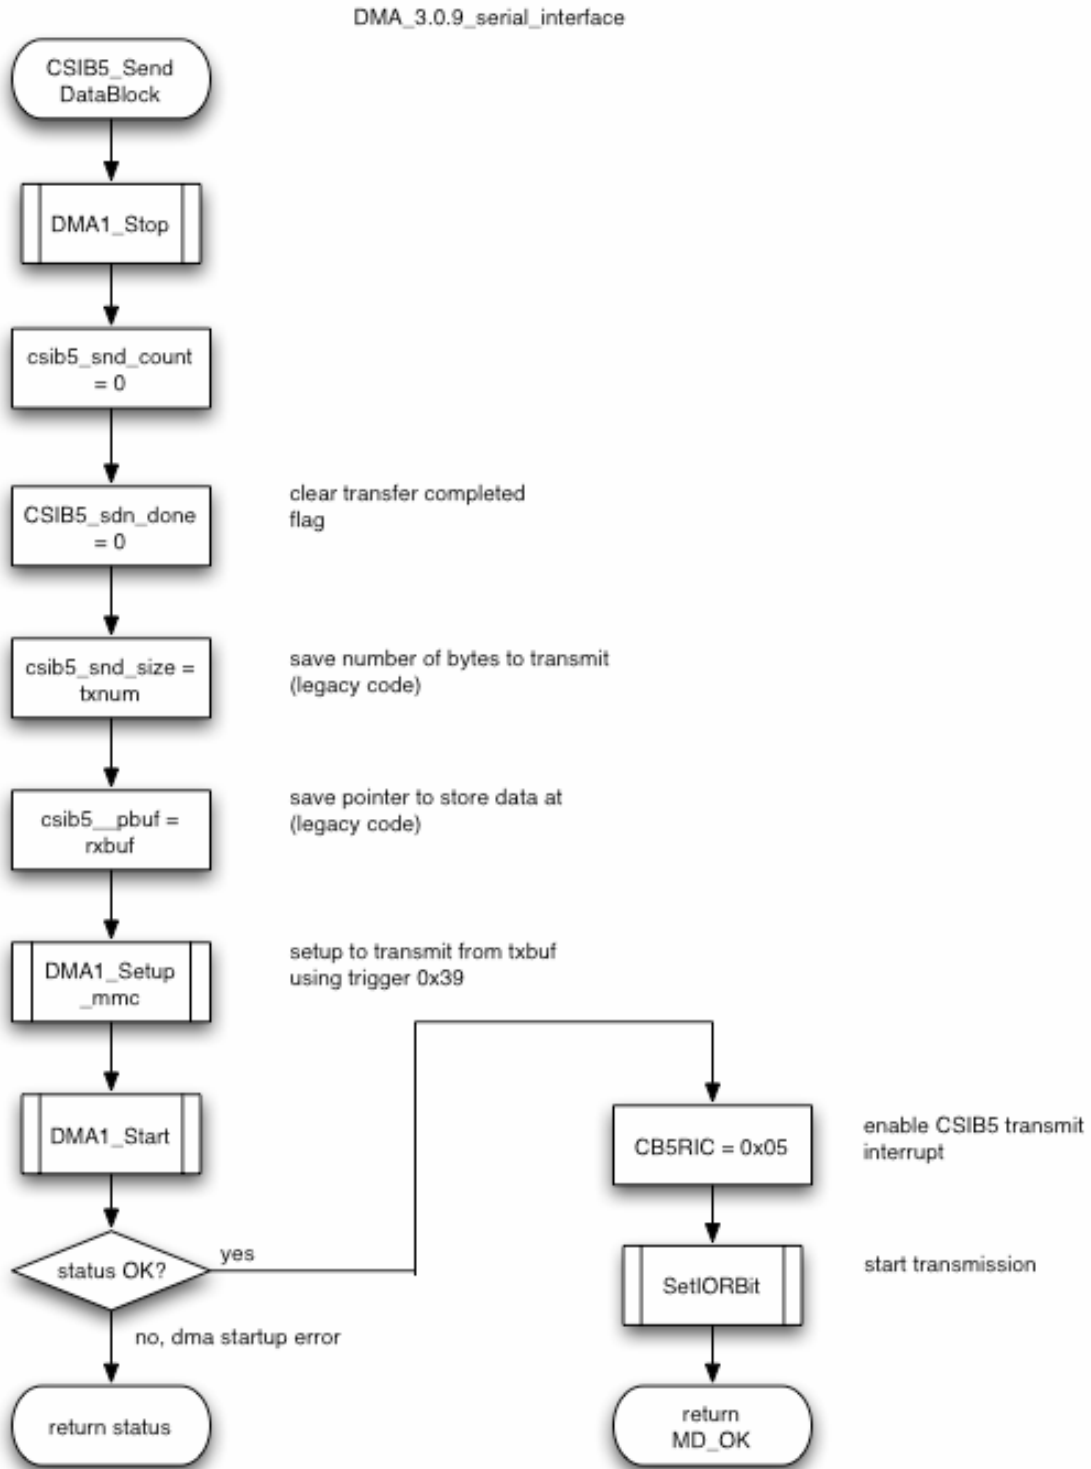 DMA_3.0.9_serial_interface
CSIB5_Send
DataBlock
DMA1_Stop
csib5_snd_count
= 0
CSIB5_sdn_done
= 0
clear transfer completed
flag
csib5_snd_size =
txnum
save number of bytes to transmit
(legacy code)
csib5__pbuf =
rxbuf
save pointer to store data at
(legacy code)
DMA1_Setup
_mmc
setup to transmit from txbuf
using trigger 0x39
DMA1_Start
status OK?
yes
no, dma startup error
return status
CB5RIC = 0x05
enable CSIB5 transmit
interrupt
SetIORBit
start transmission
return
MD_OK